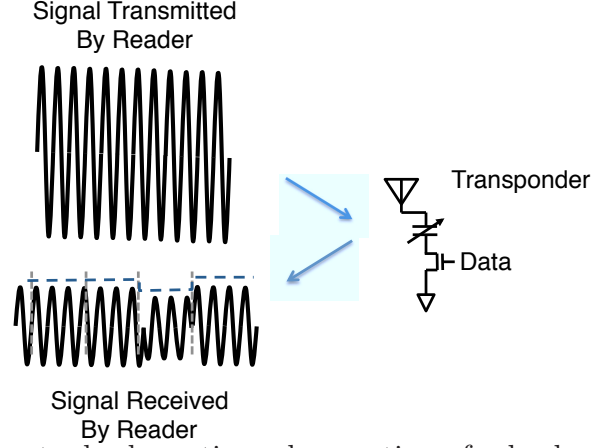 Signal Transmitted
By Reader
Transponder
Data
Signal Received
By Reader